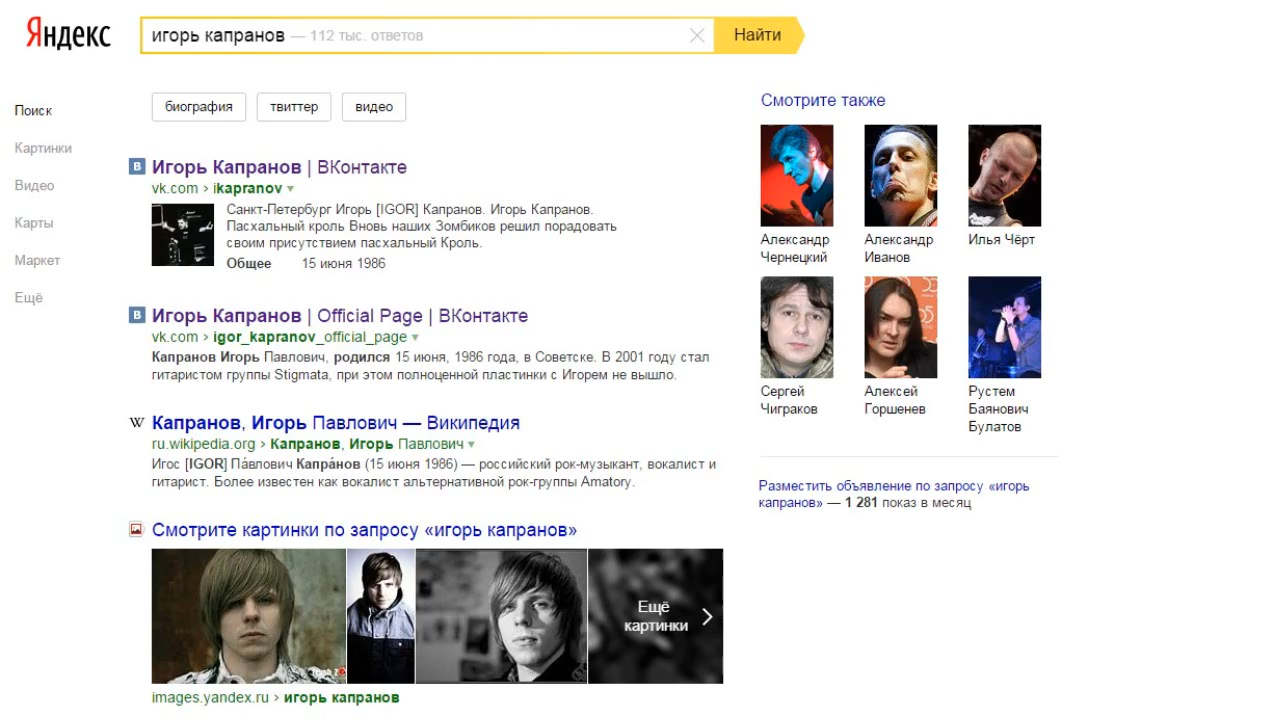 Яндекс
игорь капранов — 112 тыс. ответов
Найти
Поиск
Картинки
Видео
Карты
Маркет
Ещё
биография
твиттер
видео
Игорь Капранов | ВКонтакте
vk.com › ikapranov
Санкт-Петербург Игорь [IGOR] Капранов. Игорь Капранов.
Пасхальный кроль Вновь наших Зомбиков решил порадовать
своим присутствием пасхальный Кроль.
Общее 15 июня 1986
Игорь Капранов | Official Page | ВКонтакте
vk.com › igor_kapranov_official_page
Капранов Игорь Павлович, родился 15 июня, 1986 года, в Советске. В 2001 году стал
гитаристом группы Stigmata, при этом полноценной пластинки с Игорем не вышло.
Капранов, Игорь Павлович — Википедия
ru.wikipedia.org › Капранов, Игорь Павлович
Игос [IGOR] Па́влович Капра́нов (15 июня 1986) — российский рок-музыкант, вокалист и
гитарист. Более известен как вокалист альтернативной рок-группы Amatory.
Смотрите картинки по запросу «игорь капранов»
Ещё
картинки
images.yandex.ru › игорь капранов
Смотрите также
Александр
Чернецкий
Александр
Иванов
Илья Чёрт
Сергей
Чиграков
Алексей
Горшенев
Рустем
Баянович
Булатов
Разместить объявление по запросу «игорь
капранов» — 1 281 показ в месяц